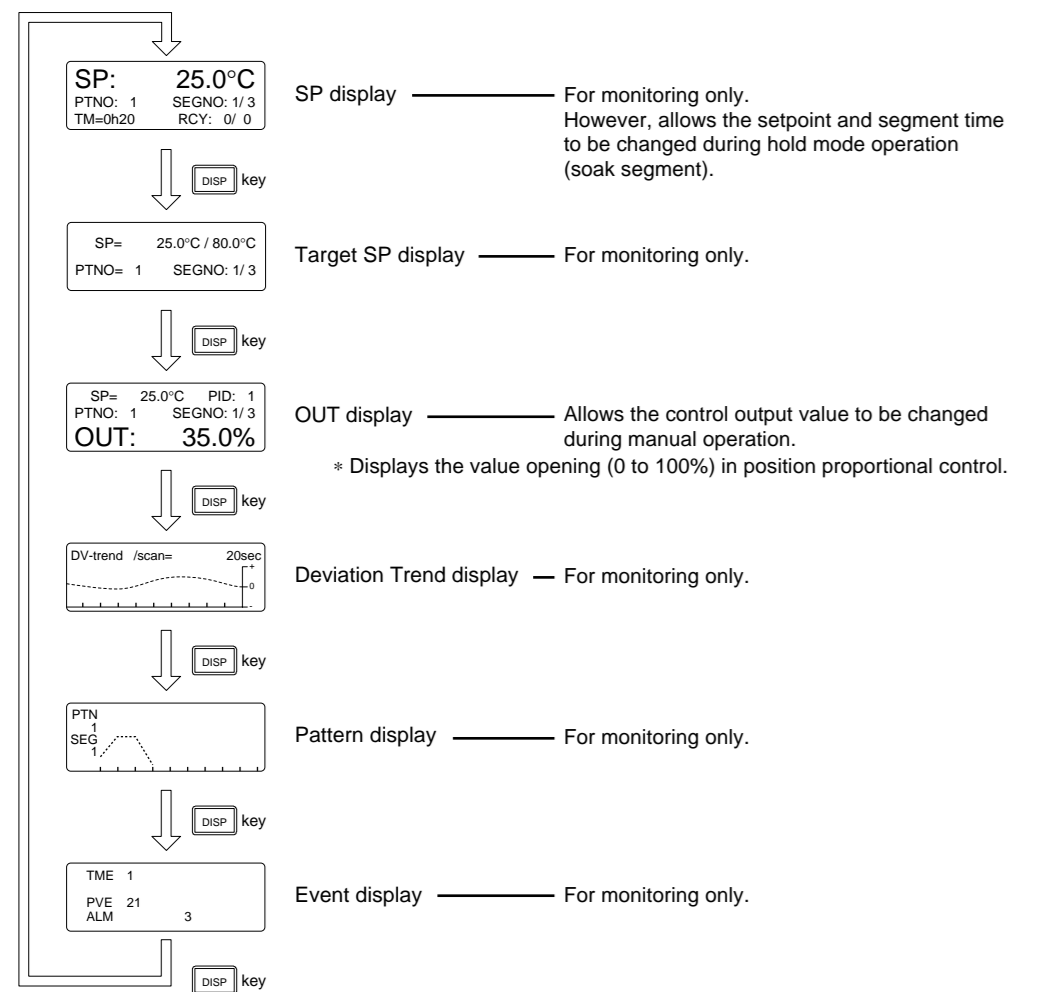 SP: 25.0°C
PTNO: 1 SEGNO: 1/ 3
TM=0h20 RCY: 0/ 0
SP display
For monitoring only.
However, allows the setpoint and segment time
to be changed during hold mode operation
(soak segment).
DISP key
SP= 25.0°C / 80.0°C
PTNO= 1 SEGNO: 1/ 3
Target SP display
For monitoring only.
DISP key
SP= 25.0°C PID: 1
PTNO: 1 SEGNO: 1/ 3
OUT: 35.0%
OUT display
Allows the control output value to be changed
during manual operation.
* Displays the value opening (0 to 100%) in position proportional control.
DISP key
DV-trend /scan= 20sec
+
0
-
Deviation Trend display
For monitoring only.
DISP key
PTN
1
SEG
1
Pattern display
For monitoring only.
DISP key
TME 1
PVE 21
ALM 3
Event display
For monitoring only.
DISP key